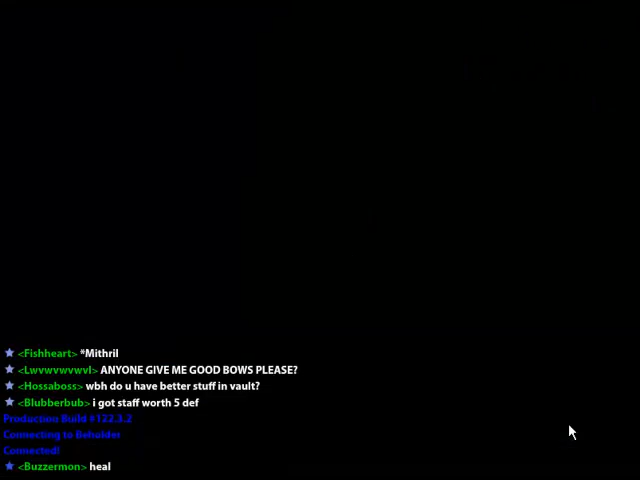 <Fishheart> *Mithril
<Lwvwvwvwvl> ANYONE GIVE ME GOOD BOWS PLEASE?
<Hossaboss> wbh do u have better stuff in vault?
<Blubberbub> i got staff worth 5 def
Production Build #122.3.2
Connecting to Beholder
Connected!
<Buzzermon> heal